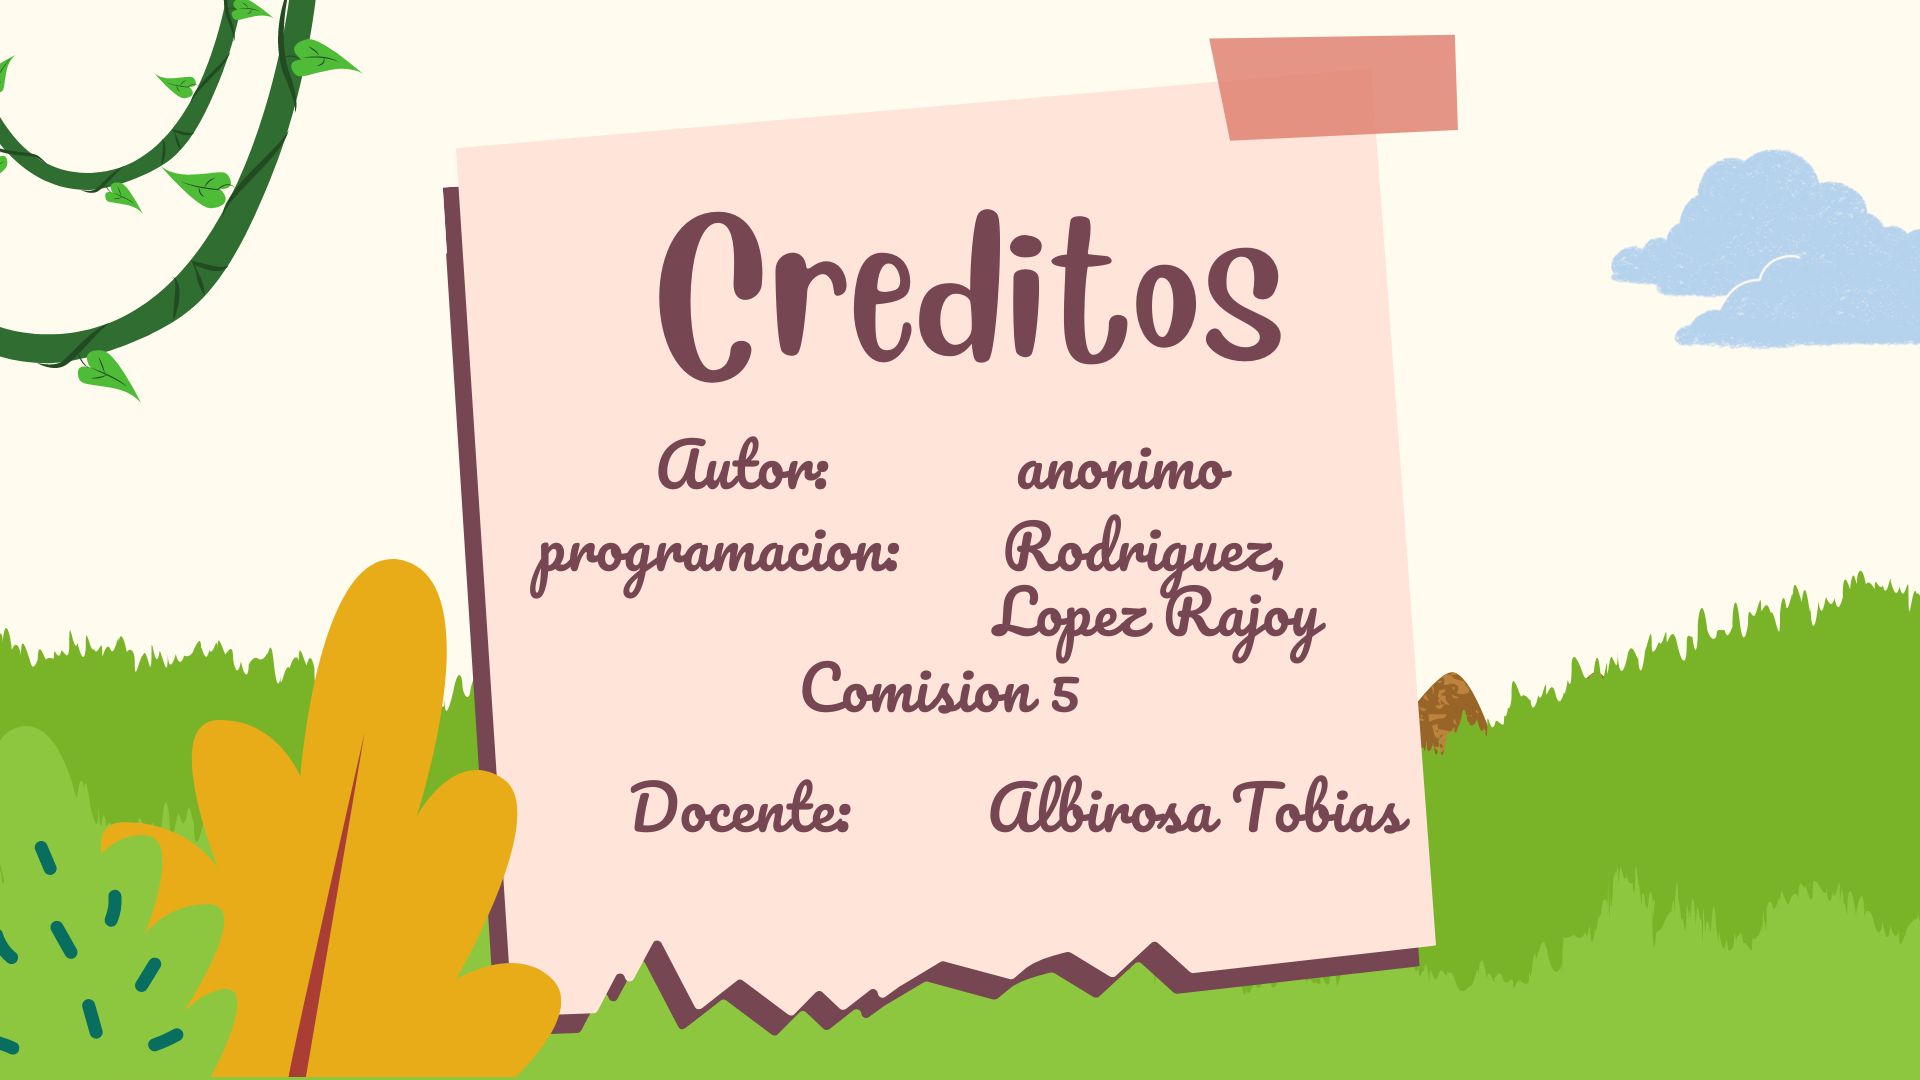 Creditos
Autor: anonimo
programacion: Rodriguez,
Lopez Rajoy
Comision 5
Docente: Albirosa Tobias